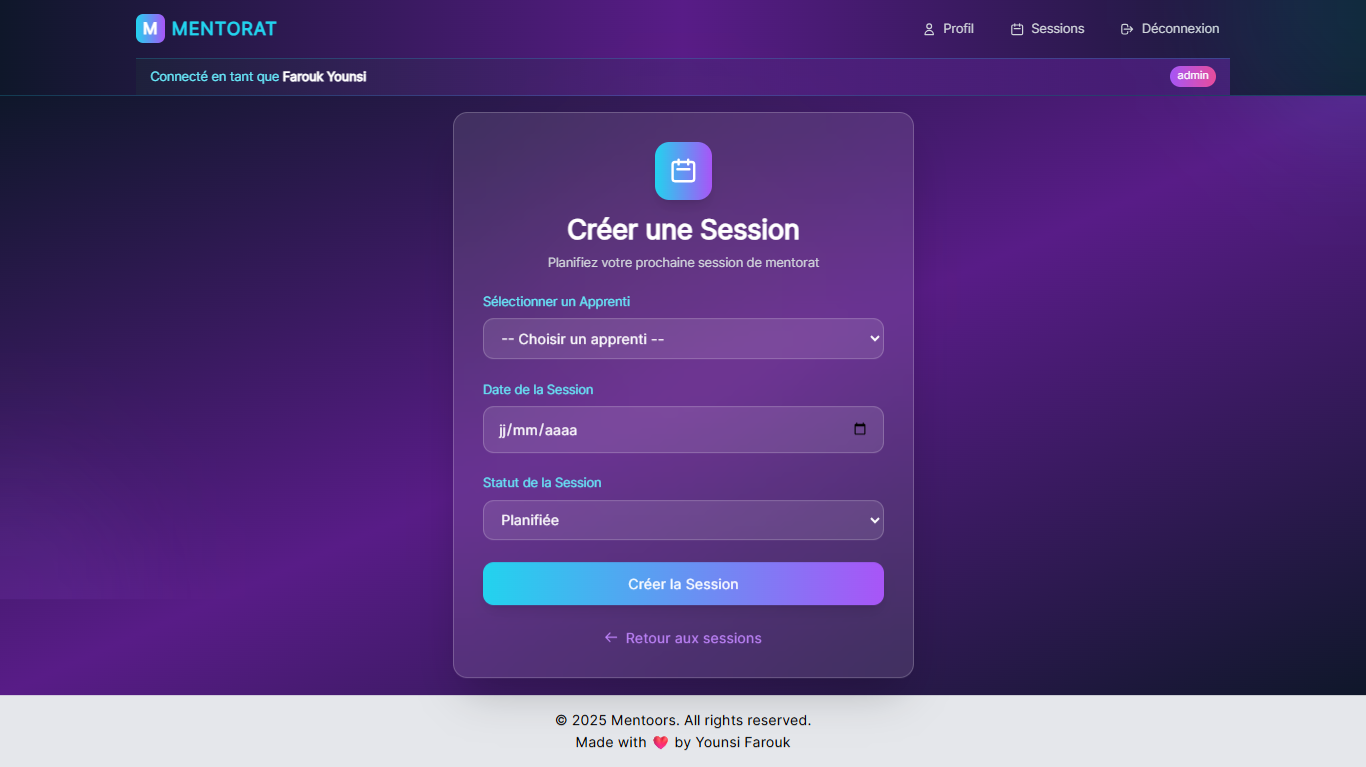 M MENTORAT
Profil
Sessions
Déconnexion
Connecté en tant que Farouk Younsi
admin
Créer une Session
Planifiez votre prochaine session de mentorat
Sélectionner un Apprenti
-- Choisir un apprenti --
Date de la Session
jj/mm/aaaa
Statut de la Session
Planifiée
Créer la Session
← Retour aux sessions
© 2025 Mentoors. All rights reserved.
Made with 💖 by Younsi Farouk